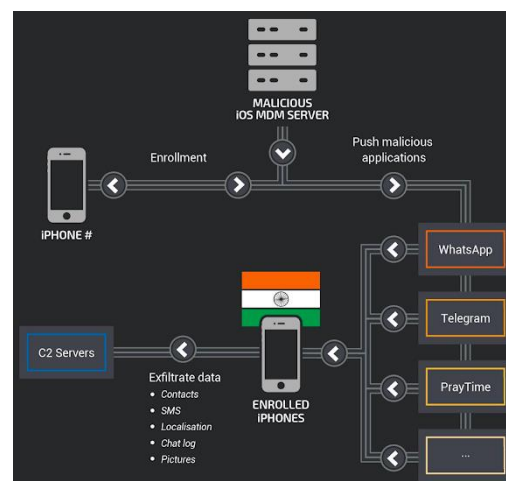 MALICIOUS
iOS MDM SERVER
Enrollment
Push malicious
applications
iPHONE #
WhatsApp
Telegram
PrayTime
...
C2 Servers
ENROLLED
iPHONES
Exfiltrate data
• Contacts
• SMS
• Localisation
• Chat log
• Pictures